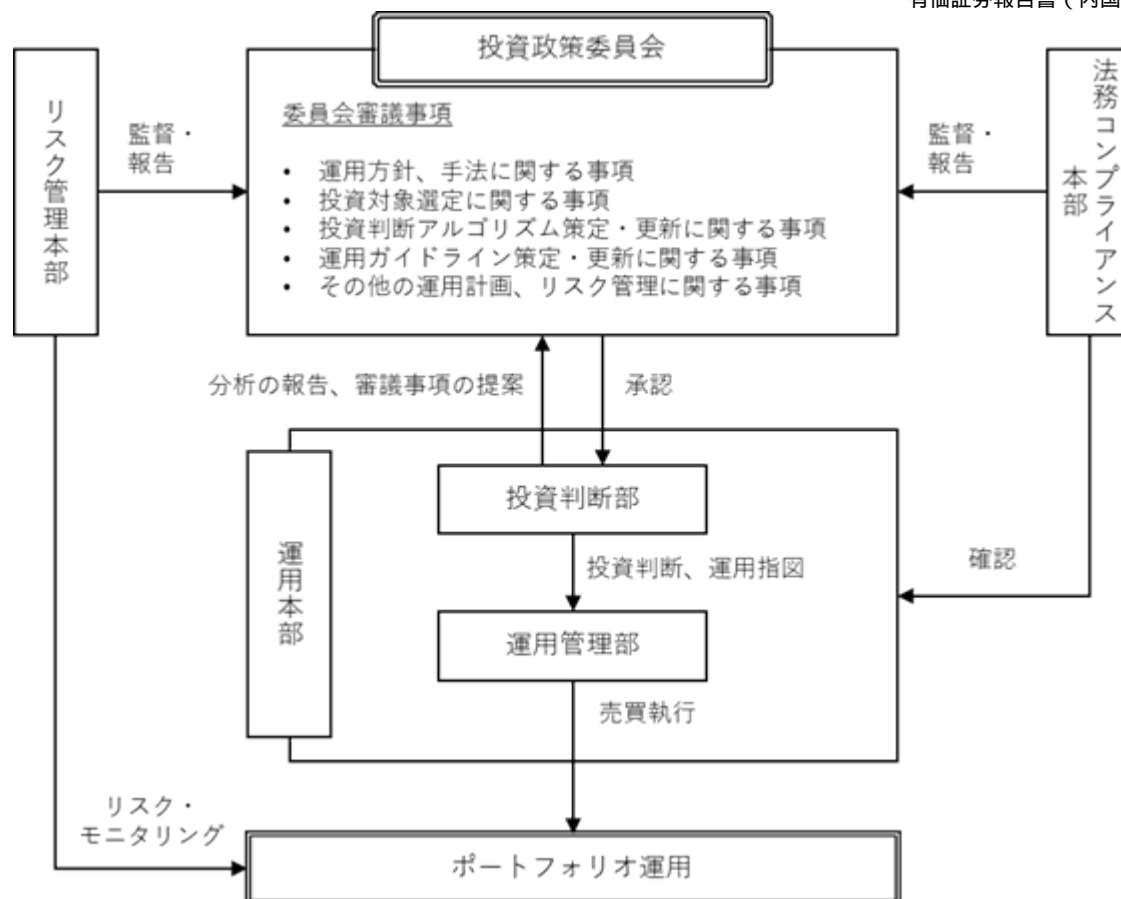 有価証券報告書(内国
投資政策委員会
委員会審議事項
• 運用方針、手法に関する事項
• 投資対象選定に関する事項
• 投資判断アルゴリズム策定・更新に関する事項
• 運用ガイドライン策定・更新に関する事項
• その他の運用計画、リスク管理に関する事項
リスク管理本部
監督・
報告
監督・
報告
法務コンプライアンス
本部
分析の報告、審議事項の提案
承認
運用本部
投資判断部
投資判断、運用指図
運用管理部
売買執行
確認
リスク・
モニタリング
ポートフォリオ運用